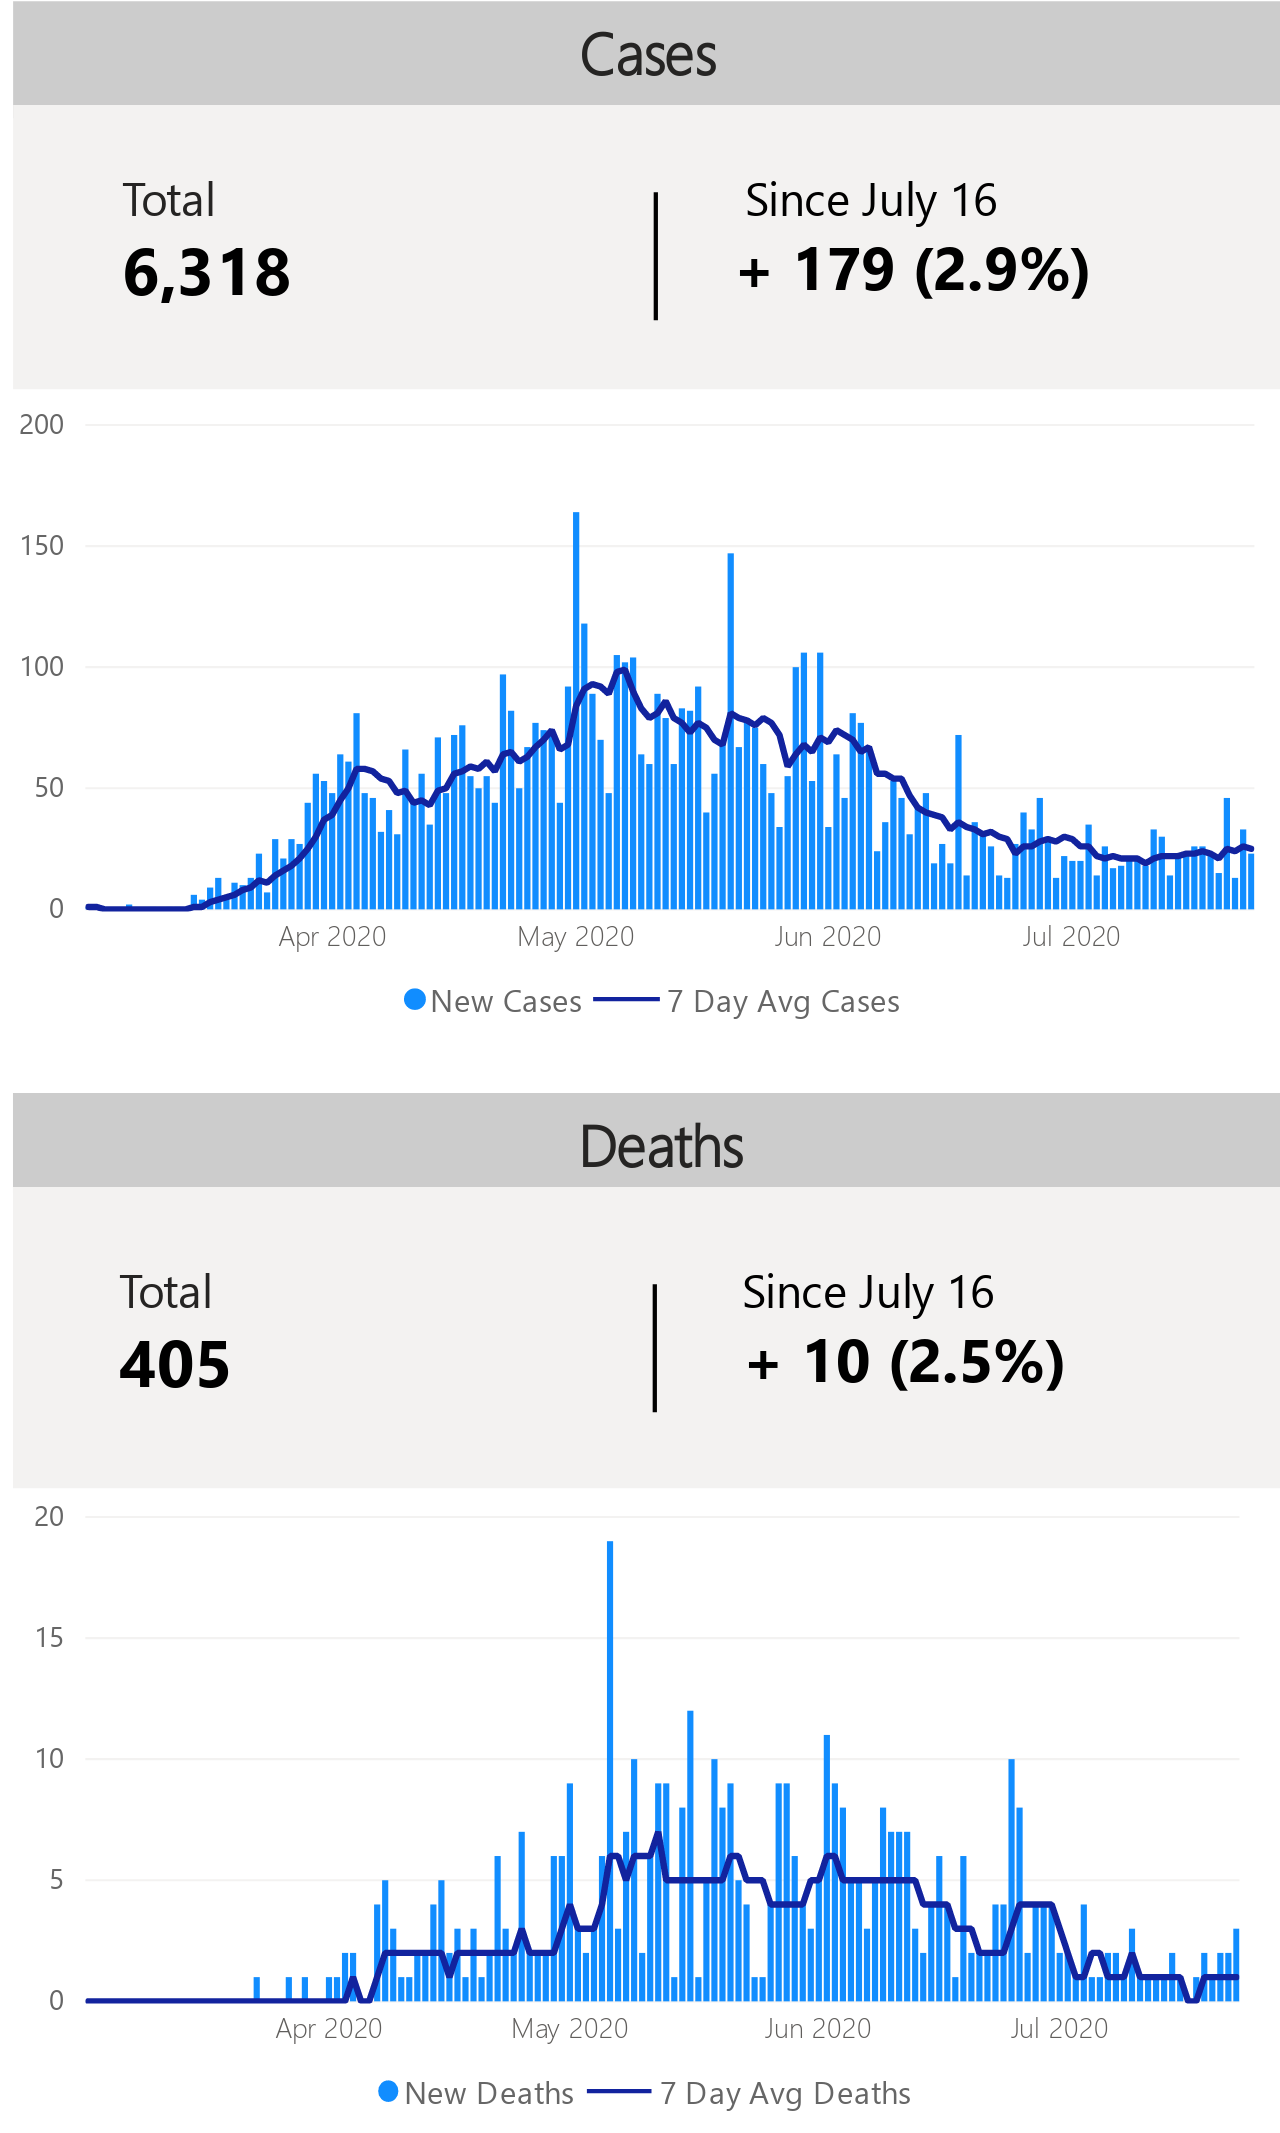 Cases
Total
Since July 16
6,318
+ 179 (2.9%)
200
150
100
50
0
Apr 2020
May 2020
Jun 2020
Jul 2020
New Cases
7 Day Avg Cases
Deaths
Total
Since July 16
405
+ 10 (2.5%)
20
15
10
5
0
Apr 2020
May 2020
Jun 2020
Jul 2020
New Deaths
7 Day Avg Deaths